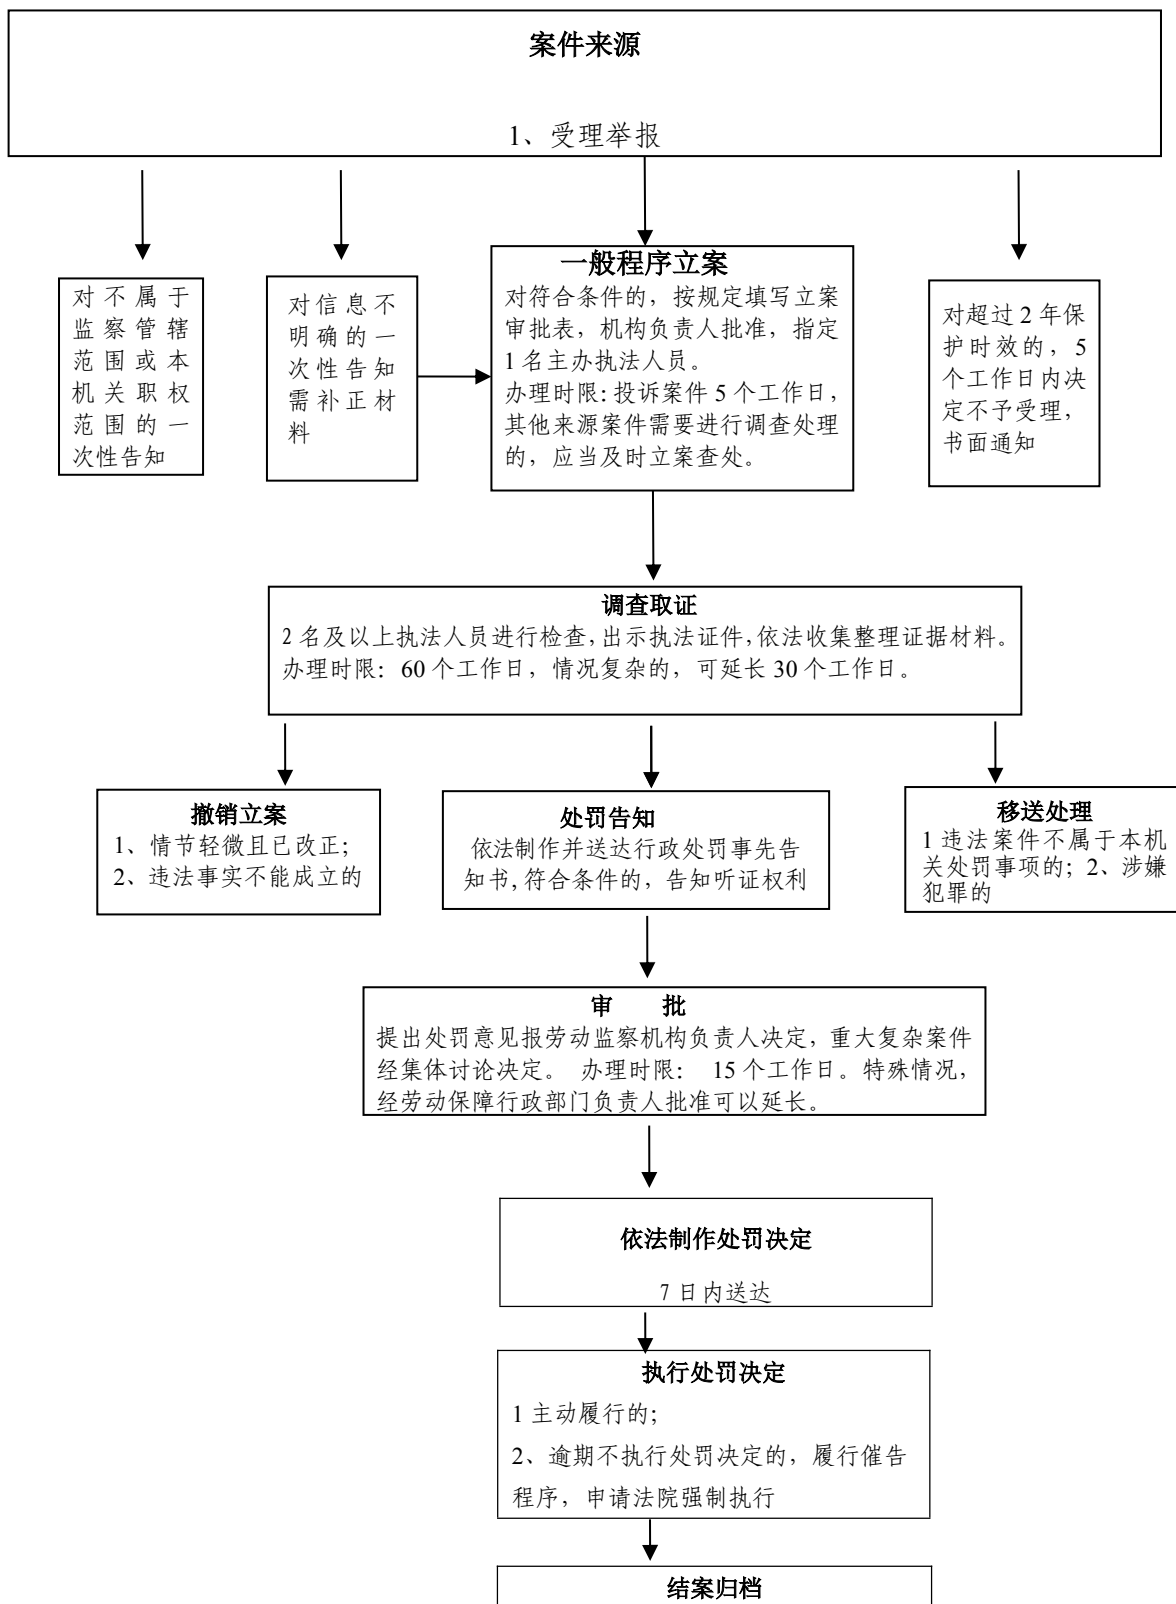 案件来源
1、受理举报
对不属于
监察管辖
范围或本
机关职权
范围的一
次性告知
对信息不
明确的一
次性告知
需补正材
料
一般程序立案
对符合条件的，按规定填写立案
审批表，机构负责人批准，指定
1名主办执法人员。
办理时限：投诉案件5个工作日，
其他来源案件需要进行调查处理
的，应当及时立案查处。
对超过2年保
护时效的，5
个工作日内决
定不予受理，
书面通知
调查取证
2名及以上执法人员进行检查，出示执法证件，依法收集整理证据材料。
办理时限：60个工作日，情况复杂的，可延长30个工作日。
撤销立案
1、情节轻微且已改正；
2、违法事实不能成立的
处罚告知
依法制作并送达行政处罚事先告
知书，符合条件的，告知听证权利
移送处理
1违法案件不属于本机
关处罚事项的；2、涉嫌
犯罪的
审 批
提出处罚意见报劳动监察机构负责人决定，重大复杂案件
经集体讨论决定。 办理时限： 15个工作日。特殊情况，
经劳动保障行政部门负责人批准可以延长。
依法制作处罚决定
7日内送达
执行处罚决定
1主动履行的；
2、逾期不执行处罚决定的，履行催告
程序，申请法院强制执行
结案归档